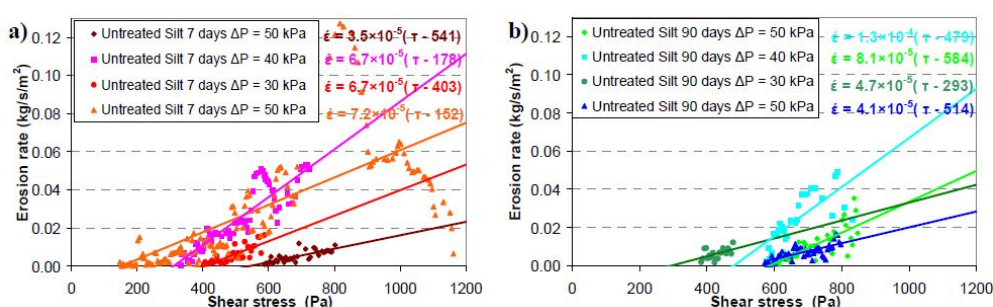 a)
Erosion rate (kg/s/m²)
0.12
0.10
0.08
0.06
0.04
0.02
0.00
Untreated Silt 7 days ΔP = 50 kPa
Untreated Silt 7 days ΔP = 40 kPa
Untreated Silt 7 days ΔP = 30 kPa
Untreated Silt 7 days ΔP = 50 kPa
ε̇ = 3.5×10⁻⁵(τ - 541)
ε̇ = 6.7×10⁻⁵(τ - 178)
ε̇ = 6.7×10⁻⁵(τ - 403)
ε̇ = 7.2×10⁻⁵(τ - 152)
0 200 400 600 800 1000 1200
Shear stress (Pa)
b)
Erosion rate (kg/s/m²)
0.12
0.10
0.08
0.06
0.04
0.02
0.00
Untreated Silt 90 days ΔP = 50 kPa
Untreated Silt 90 days ΔP = 40 kPa
Untreated Silt 90 days ΔP = 30 kPa
Untreated Silt 90 days ΔP = 50 kPa
ε̇ = 1.3×10⁻⁴(τ - 479)
ε̇ = 8.1×10⁻⁵(τ - 584)
ε̇ = 4.7×10⁻⁵(τ - 293)
ε̇ = 4.1×10⁻⁵(τ - 514)
0 200 400 600 800 1000 1200
Shear stress (Pa)